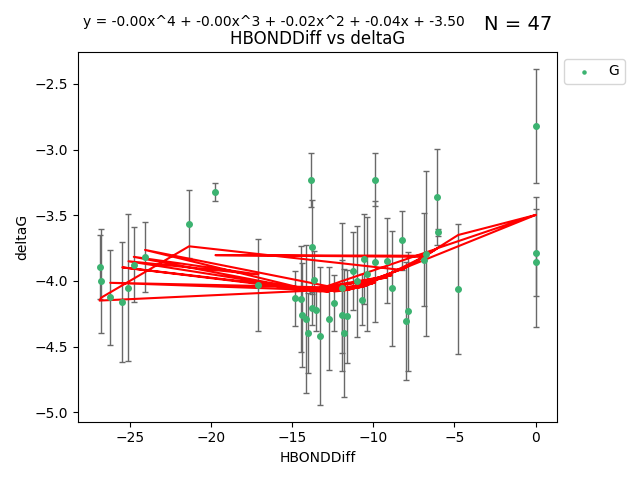 y = -0.00x^4 + -0.00x^3 + -0.02x^2 + -0.04x + -3.50
N = 47
HBONDDiff vs deltaG
G
−2.5
−3.0
−3.5
−4.0
−4.5
−5.0
deltaG
−25
−20
−15
−10
−5
0
HBONDDiff